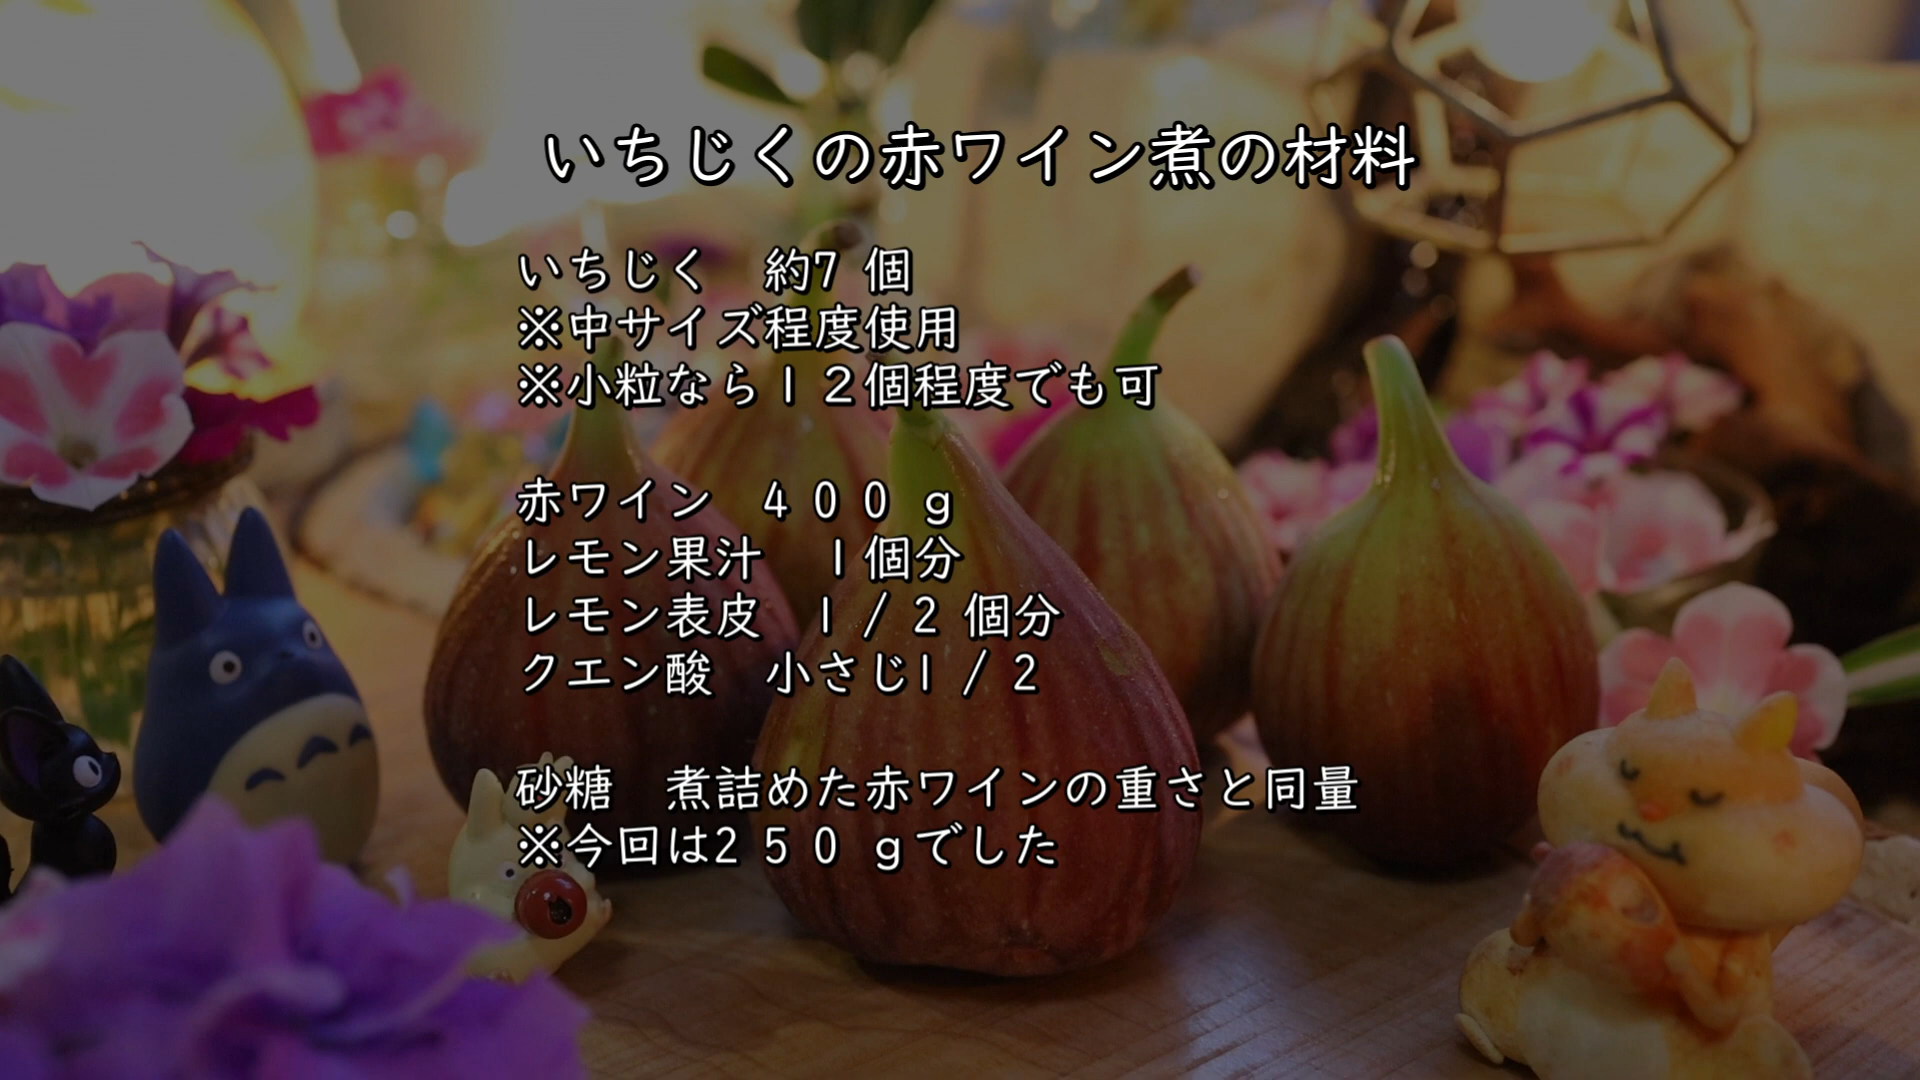 いちじくの赤ワイン煮の材料
いちじく　約7 個
※中サイズ程度使用
※小粒なら１２個程度でも可
赤ワイン　４００ｇ
レモン果汁　１個分
レモン表皮　１/２個分
クエン酸　小さじ1/２
砂糖　煮詰めた赤ワインの重さと同量
※今回は2５０ｇでした